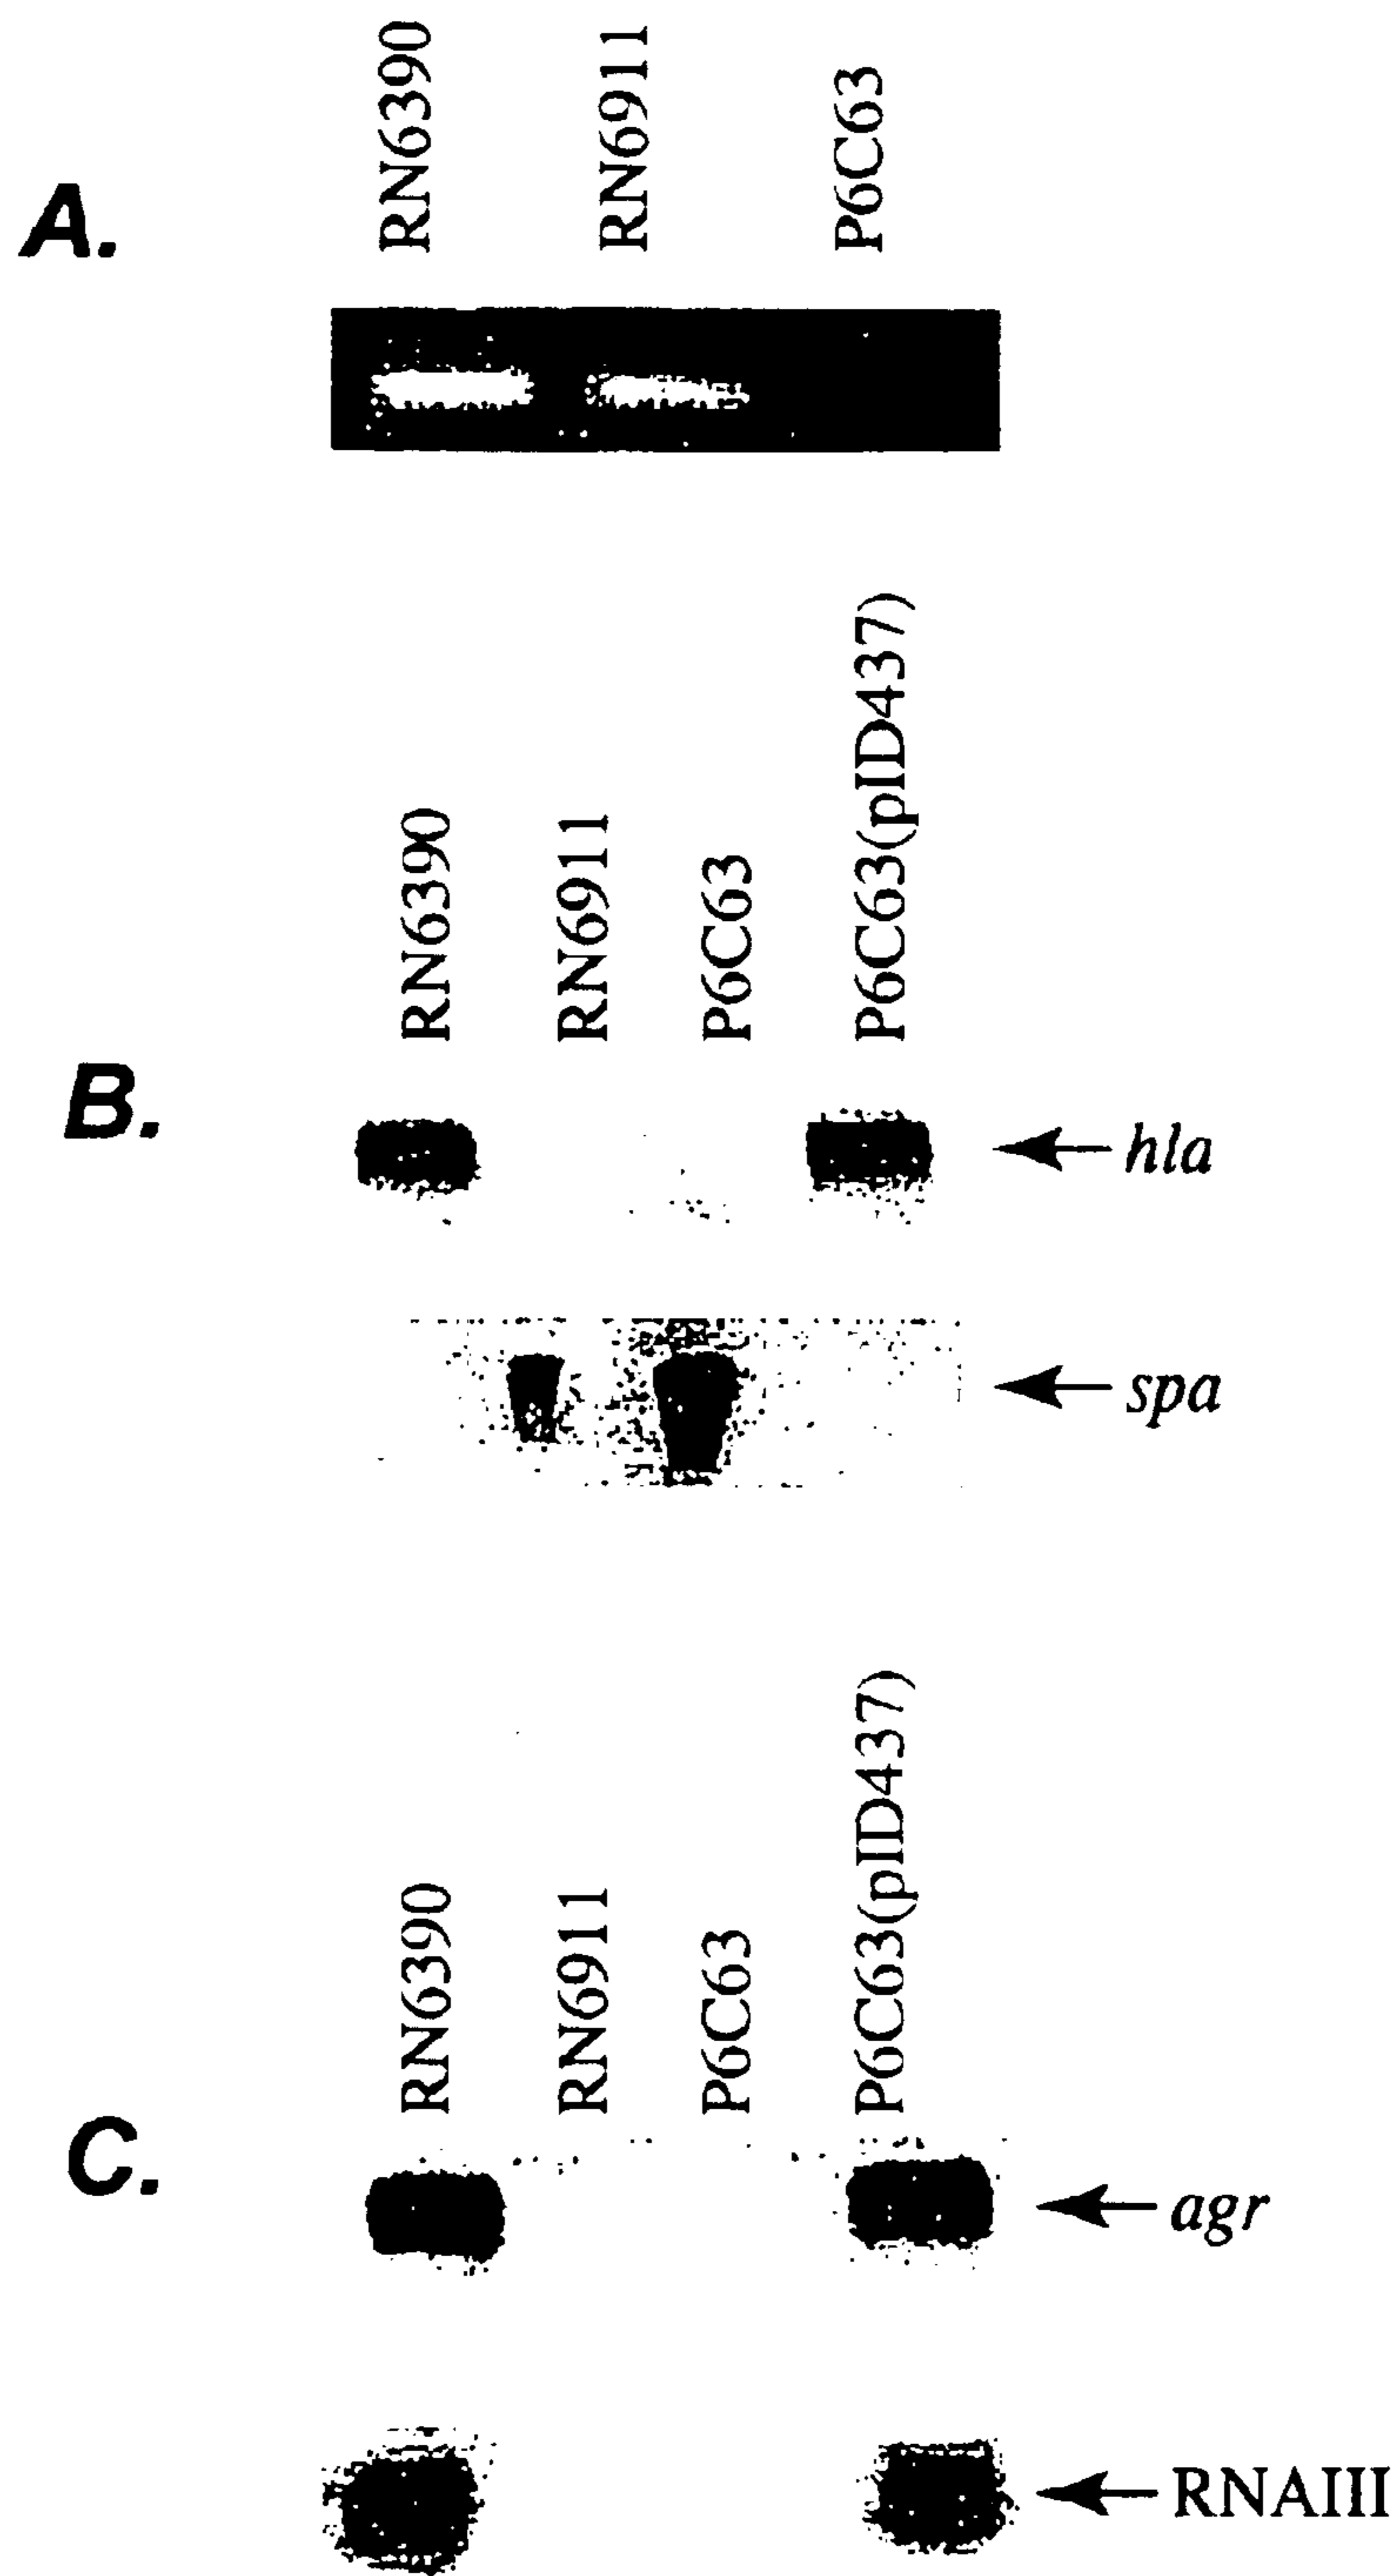 A.
RN6390
RN6911
P6C63
B.
RN6390
RN6911
P6C63
P6C63(pID437)
hla
spa
C.
RN6390
RN6911
P6C63
P6C63(pID437)
agr
RNAIII